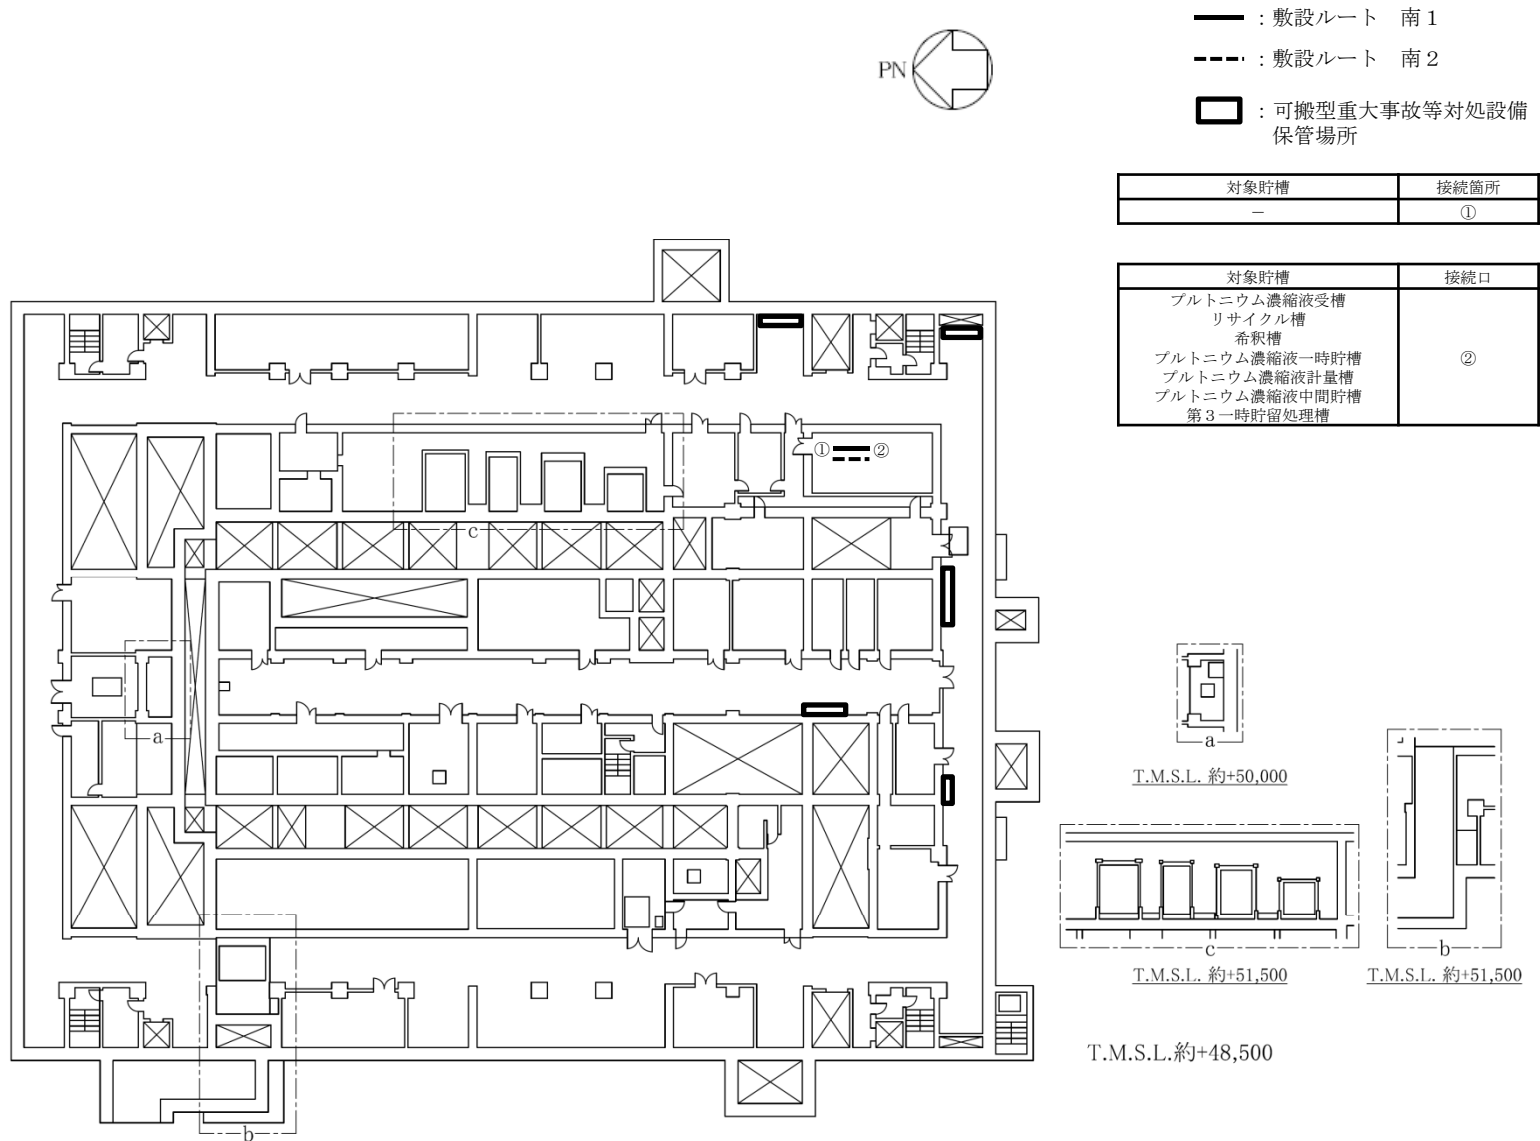 ：敷設ルート　南１
：敷設ルート　南２
：可搬型重大事故等対処設備
保管場所
PN
対象貯槽 接続箇所
－ ①
対象貯槽 接続口
プルトニウム濃縮液受槽
リサイクル槽
希釈槽
プルトニウム濃縮液一時貯槽 ②
プルトニウム濃縮液計量槽
プルトニウム濃縮液中間貯槽
第３一時貯留処理槽
① ②
c
a
b
a
T.M.S.L. 約+50,000
c
T.M.S.L. 約+51,500
b
T.M.S.L. 約+51,500
T.M.S.L.約+48,500